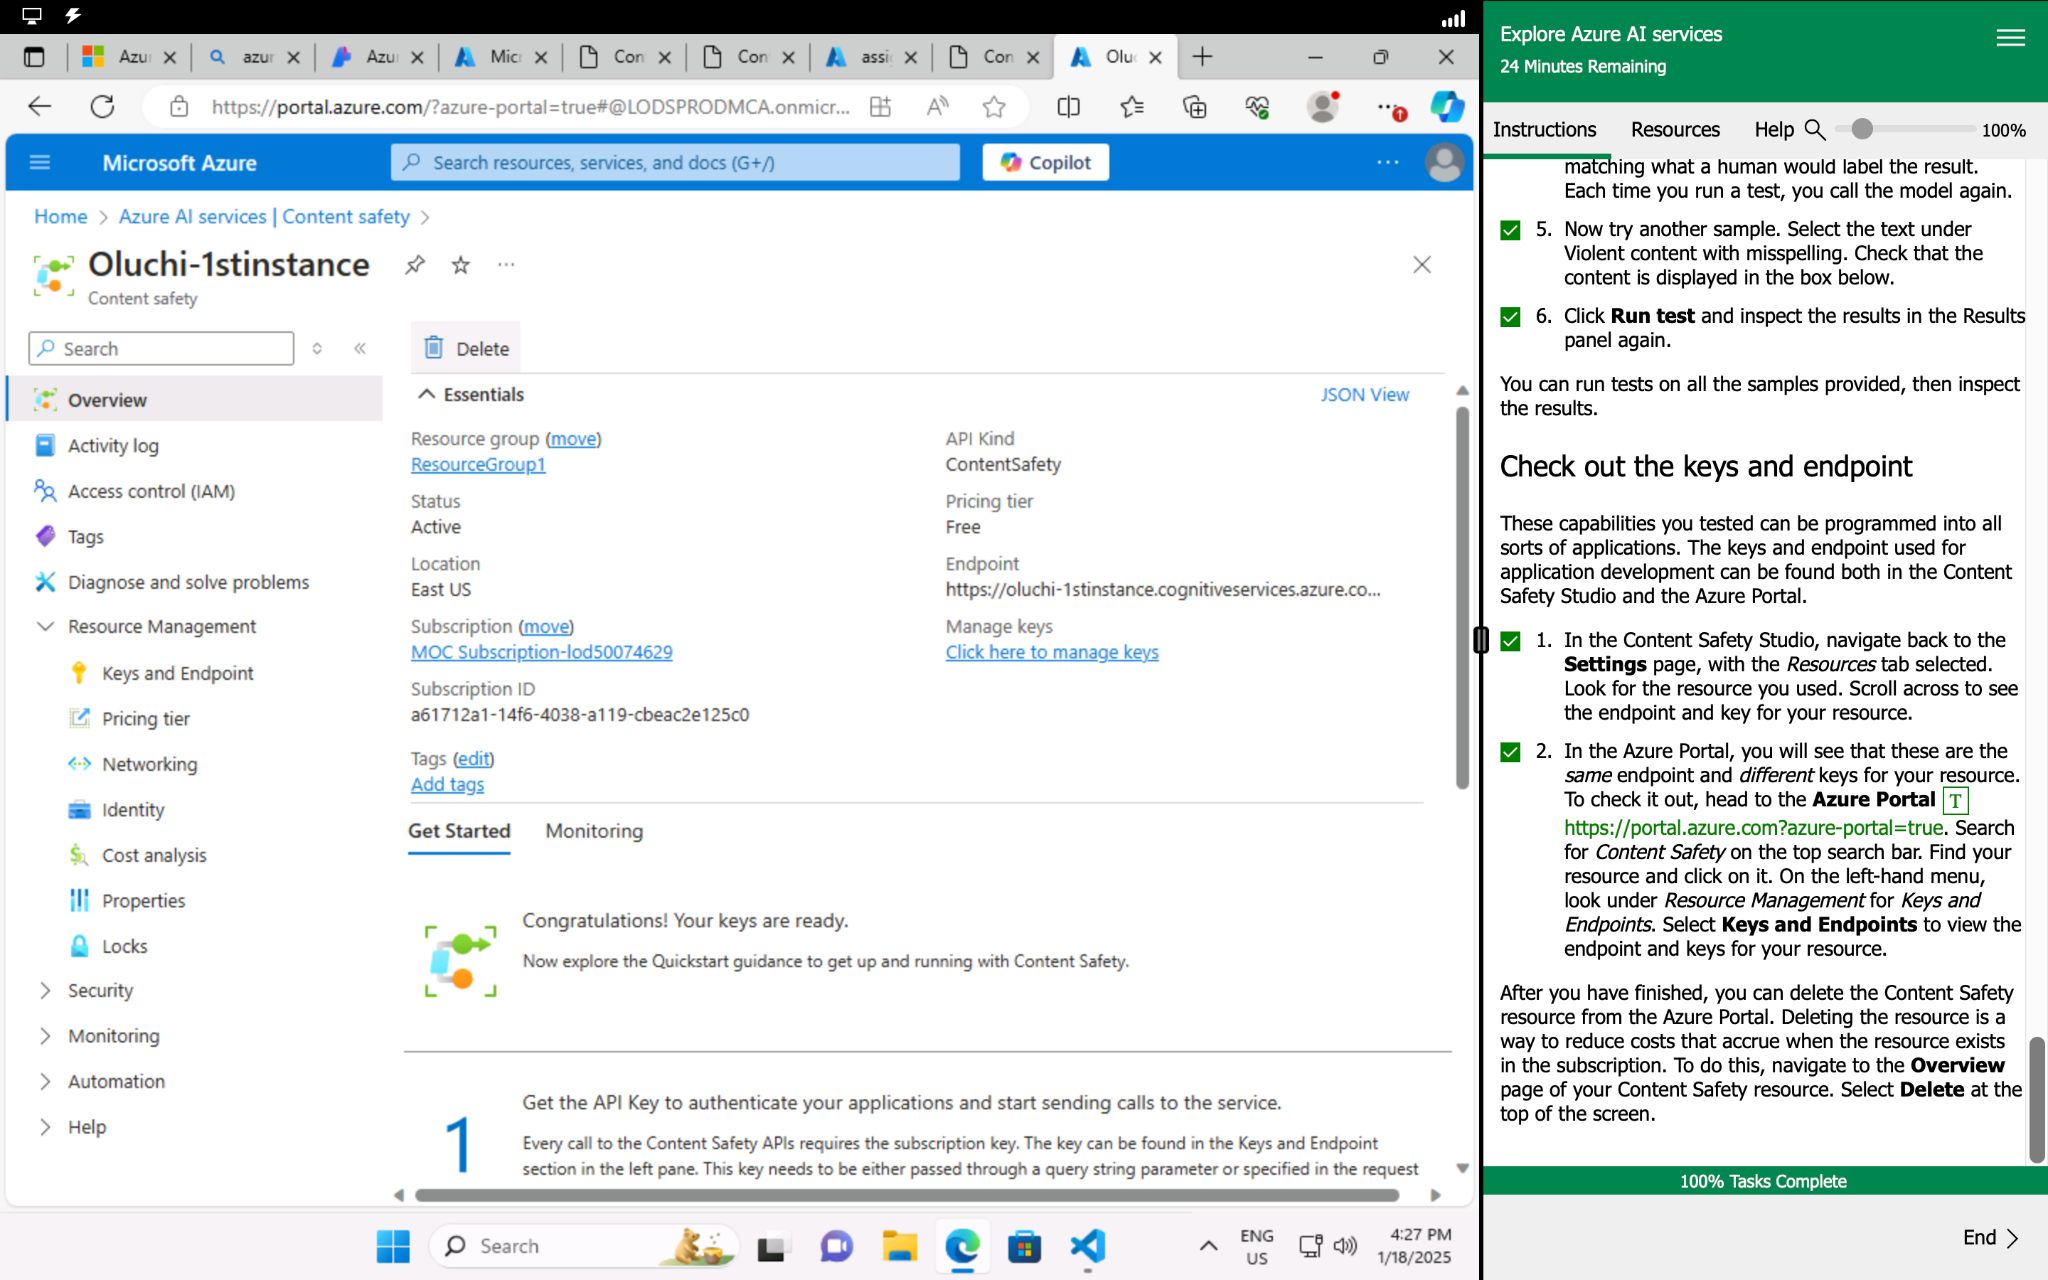 Azu
azur
Azu
Micr
Con
Con
assi
Con
Oluc
https://portal.azure.com/?azure-portal=true#@LODSPRODMCA.onmicr...
Microsoft Azure
Search resources, services, and docs (G+/)
Copilot
Home > Azure AI services | Content safety >
Oluchi-1stinstance
Content safety
Search
Overview
Activity log
Access control (IAM)
Tags
Diagnose and solve problems
Resource Management
Keys and Endpoint
Pricing tier
Networking
Identity
Cost analysis
Properties
Locks
Security
Monitoring
Automation
Help
Delete
Essentials
JSON View
Resource group (move)
ResourceGroup1
Status
Active
Location
East US
Subscription (move)
MOC Subscription-lod50074629
Subscription ID
a61712a1-14f6-4038-a119-cbeac2e125c0
Tags (edit)
Add tags
API Kind
ContentSafety
Pricing tier
Free
Endpoint
https://oluchi-1stinstance.cognitiveservices.azure.co...
Manage keys
Click here to manage keys
Get Started
Monitoring
Congratulations! Your keys are ready.
Now explore the Quickstart guidance to get up and running with Content Safety.
1
Get the API Key to authenticate your applications and start sending calls to the service.
Every call to the Content Safety APIs requires the subscription key. The key can be found in the Keys and Endpoint
section in the left pane. This key needs to be either passed through a query string parameter or specified in the request
Search
ENG
US
4:27 PM
1/18/2025
Explore Azure AI services
24 Minutes Remaining
Instructions
Resources
Help
100%
matching what a human would label the result.
Each time you run a test, you call the model again.
5. Now try another sample. Select the text under
Violent content with misspelling. Check that the
content is displayed in the box below.
6. Click Run test and inspect the results in the Results
panel again.
You can run tests on all the samples provided, then inspect
the results.
Check out the keys and endpoint
These capabilities you tested can be programmed into all
sorts of applications. The keys and endpoint used for
application development can be found both in the Content
Safety Studio and the Azure Portal.
1. In the Content Safety Studio, navigate back to the
Settings page, with the Resources tab selected.
Look for the resource you used. Scroll across to see
the endpoint and key for your resource.
2. In the Azure Portal, you will see that these are the
same endpoint and different keys for your resource.
To check it out, head to the Azure Portal T
https://portal.azure.com?azure-portal=true. Search
for Content Safety on the top search bar. Find your
resource and click on it. On the left-hand menu,
look under Resource Management for Keys and
Endpoints. Select Keys and Endpoints to view the
endpoint and keys for your resource.
After you have finished, you can delete the Content Safety
resource from the Azure Portal. Deleting the resource is a
way to reduce costs that accrue when the resource exists
in the subscription. To do this, navigate to the Overview
page of your Content Safety resource. Select Delete at the
top of the screen.
100% Tasks Complete
End >